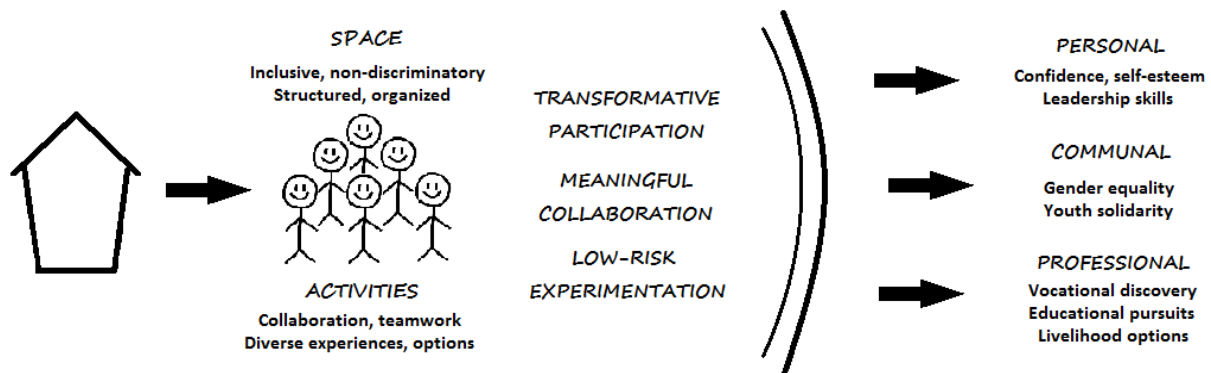 SPACE
Inclusive, non-discriminatory
Structured, organized
ACTIVITIES
Collaboration, teamwork
Diverse experiences, options
TRANSFORMATIVE
PARTICIPATION
MEANINGFUL
COLLABORATION
LOW-RISK
EXPERIMENTATION
PERSONAL
Confidence, self-esteem
Leadership skills
COMMUNAL
Gender equality
Youth solidarity
PROFESSIONAL
Vocational discovery
Educational pursuits
Livelihood options